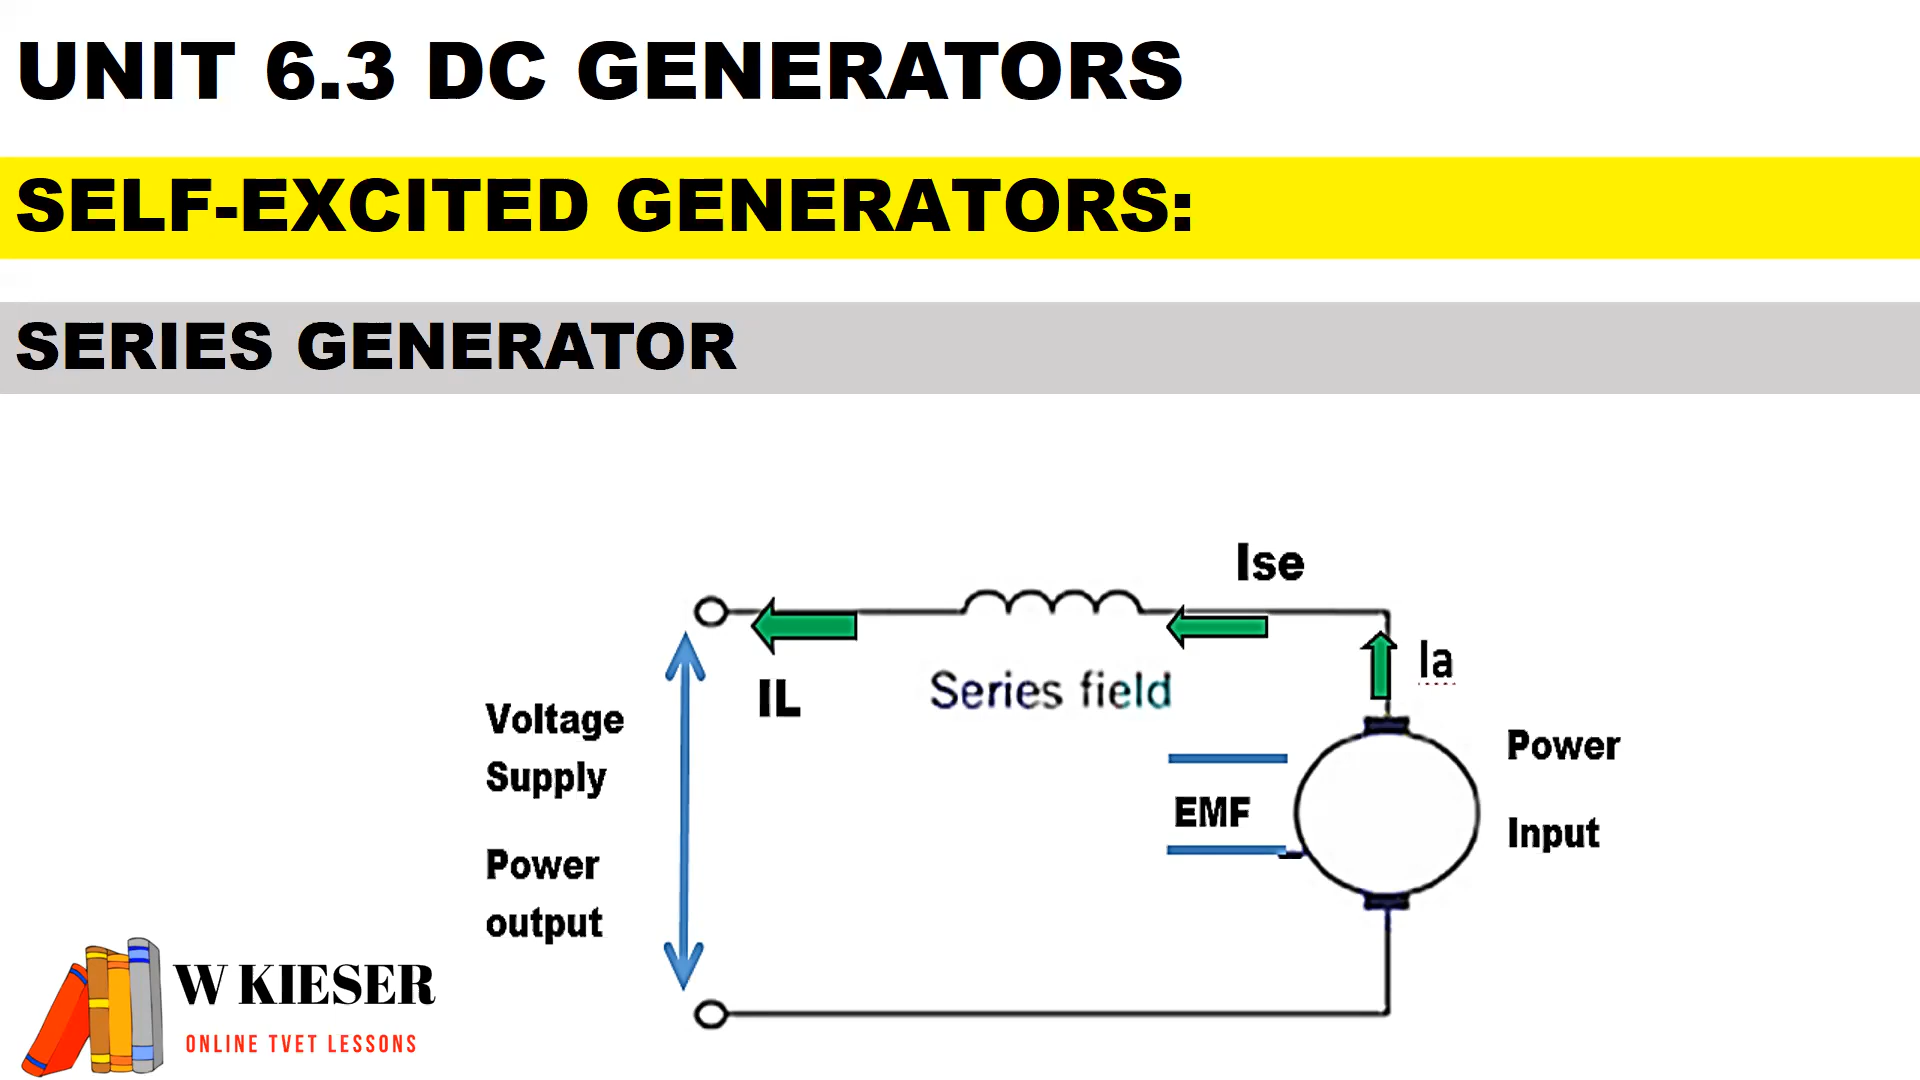 UNIT 6.3 DC GENERATORS
SELF-EXCITED GENERATORS:
SERIES GENERATOR
Ise
Ia
IL
Series field
Voltage
Supply
Power
output
EMF
Power
Input
W KIESER
ONLINE TVET LESSONS